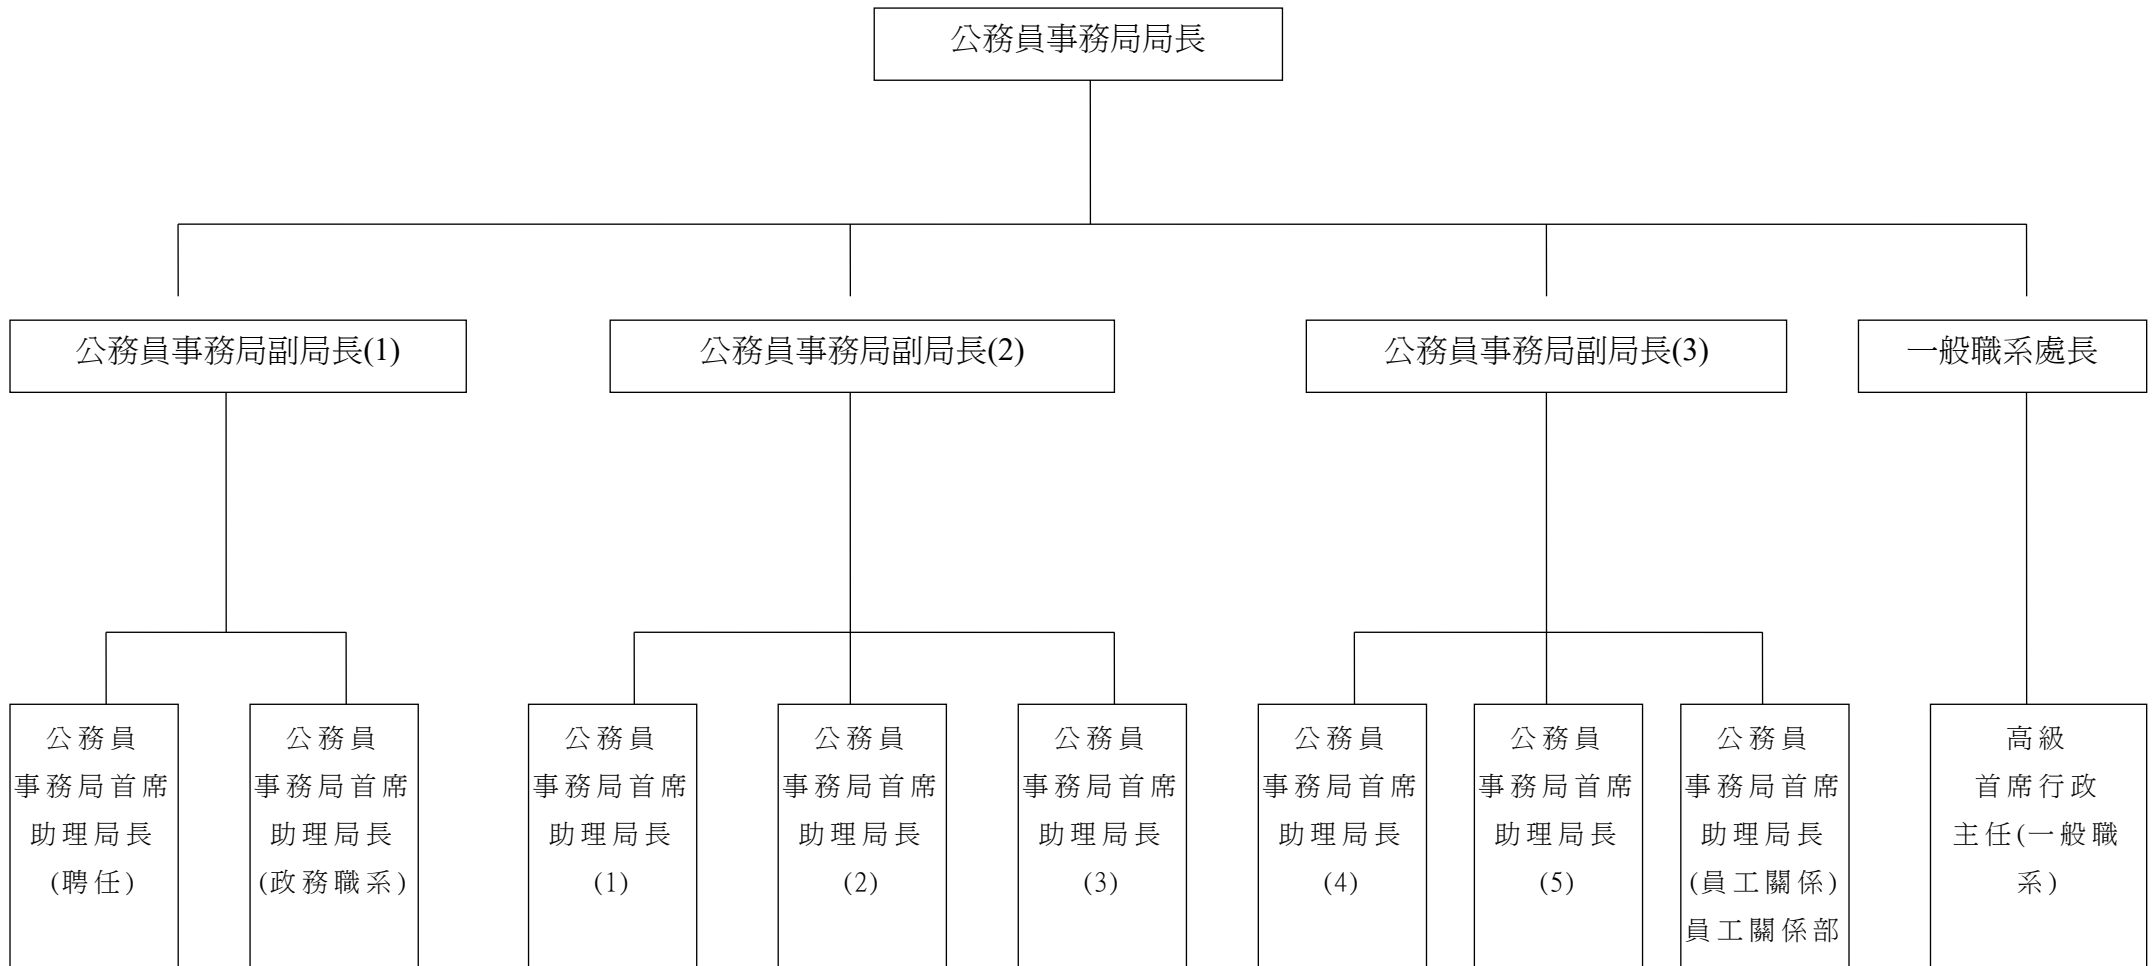 公務員事務局局長
公務員事務局副局長(1)
公務員事務局副局長(2)
公務員事務局副局長(3)
一般職系處長
公務員
事務局首席
助理局長
(聘任)
公務員
事務局首席
助理局長
(政務職系)
公務員
事務局首席
助理局長
(1)
公務員
事務局首席
助理局長
(2)
公務員
事務局首席
助理局長
(3)
公務員
事務局首席
助理局長
(4)
公務員
事務局首席
助理局長
(5)
公務員
事務局首席
助理局長
(員工關係)
員工關係部
高級
首席行政
主任(一般職
系)